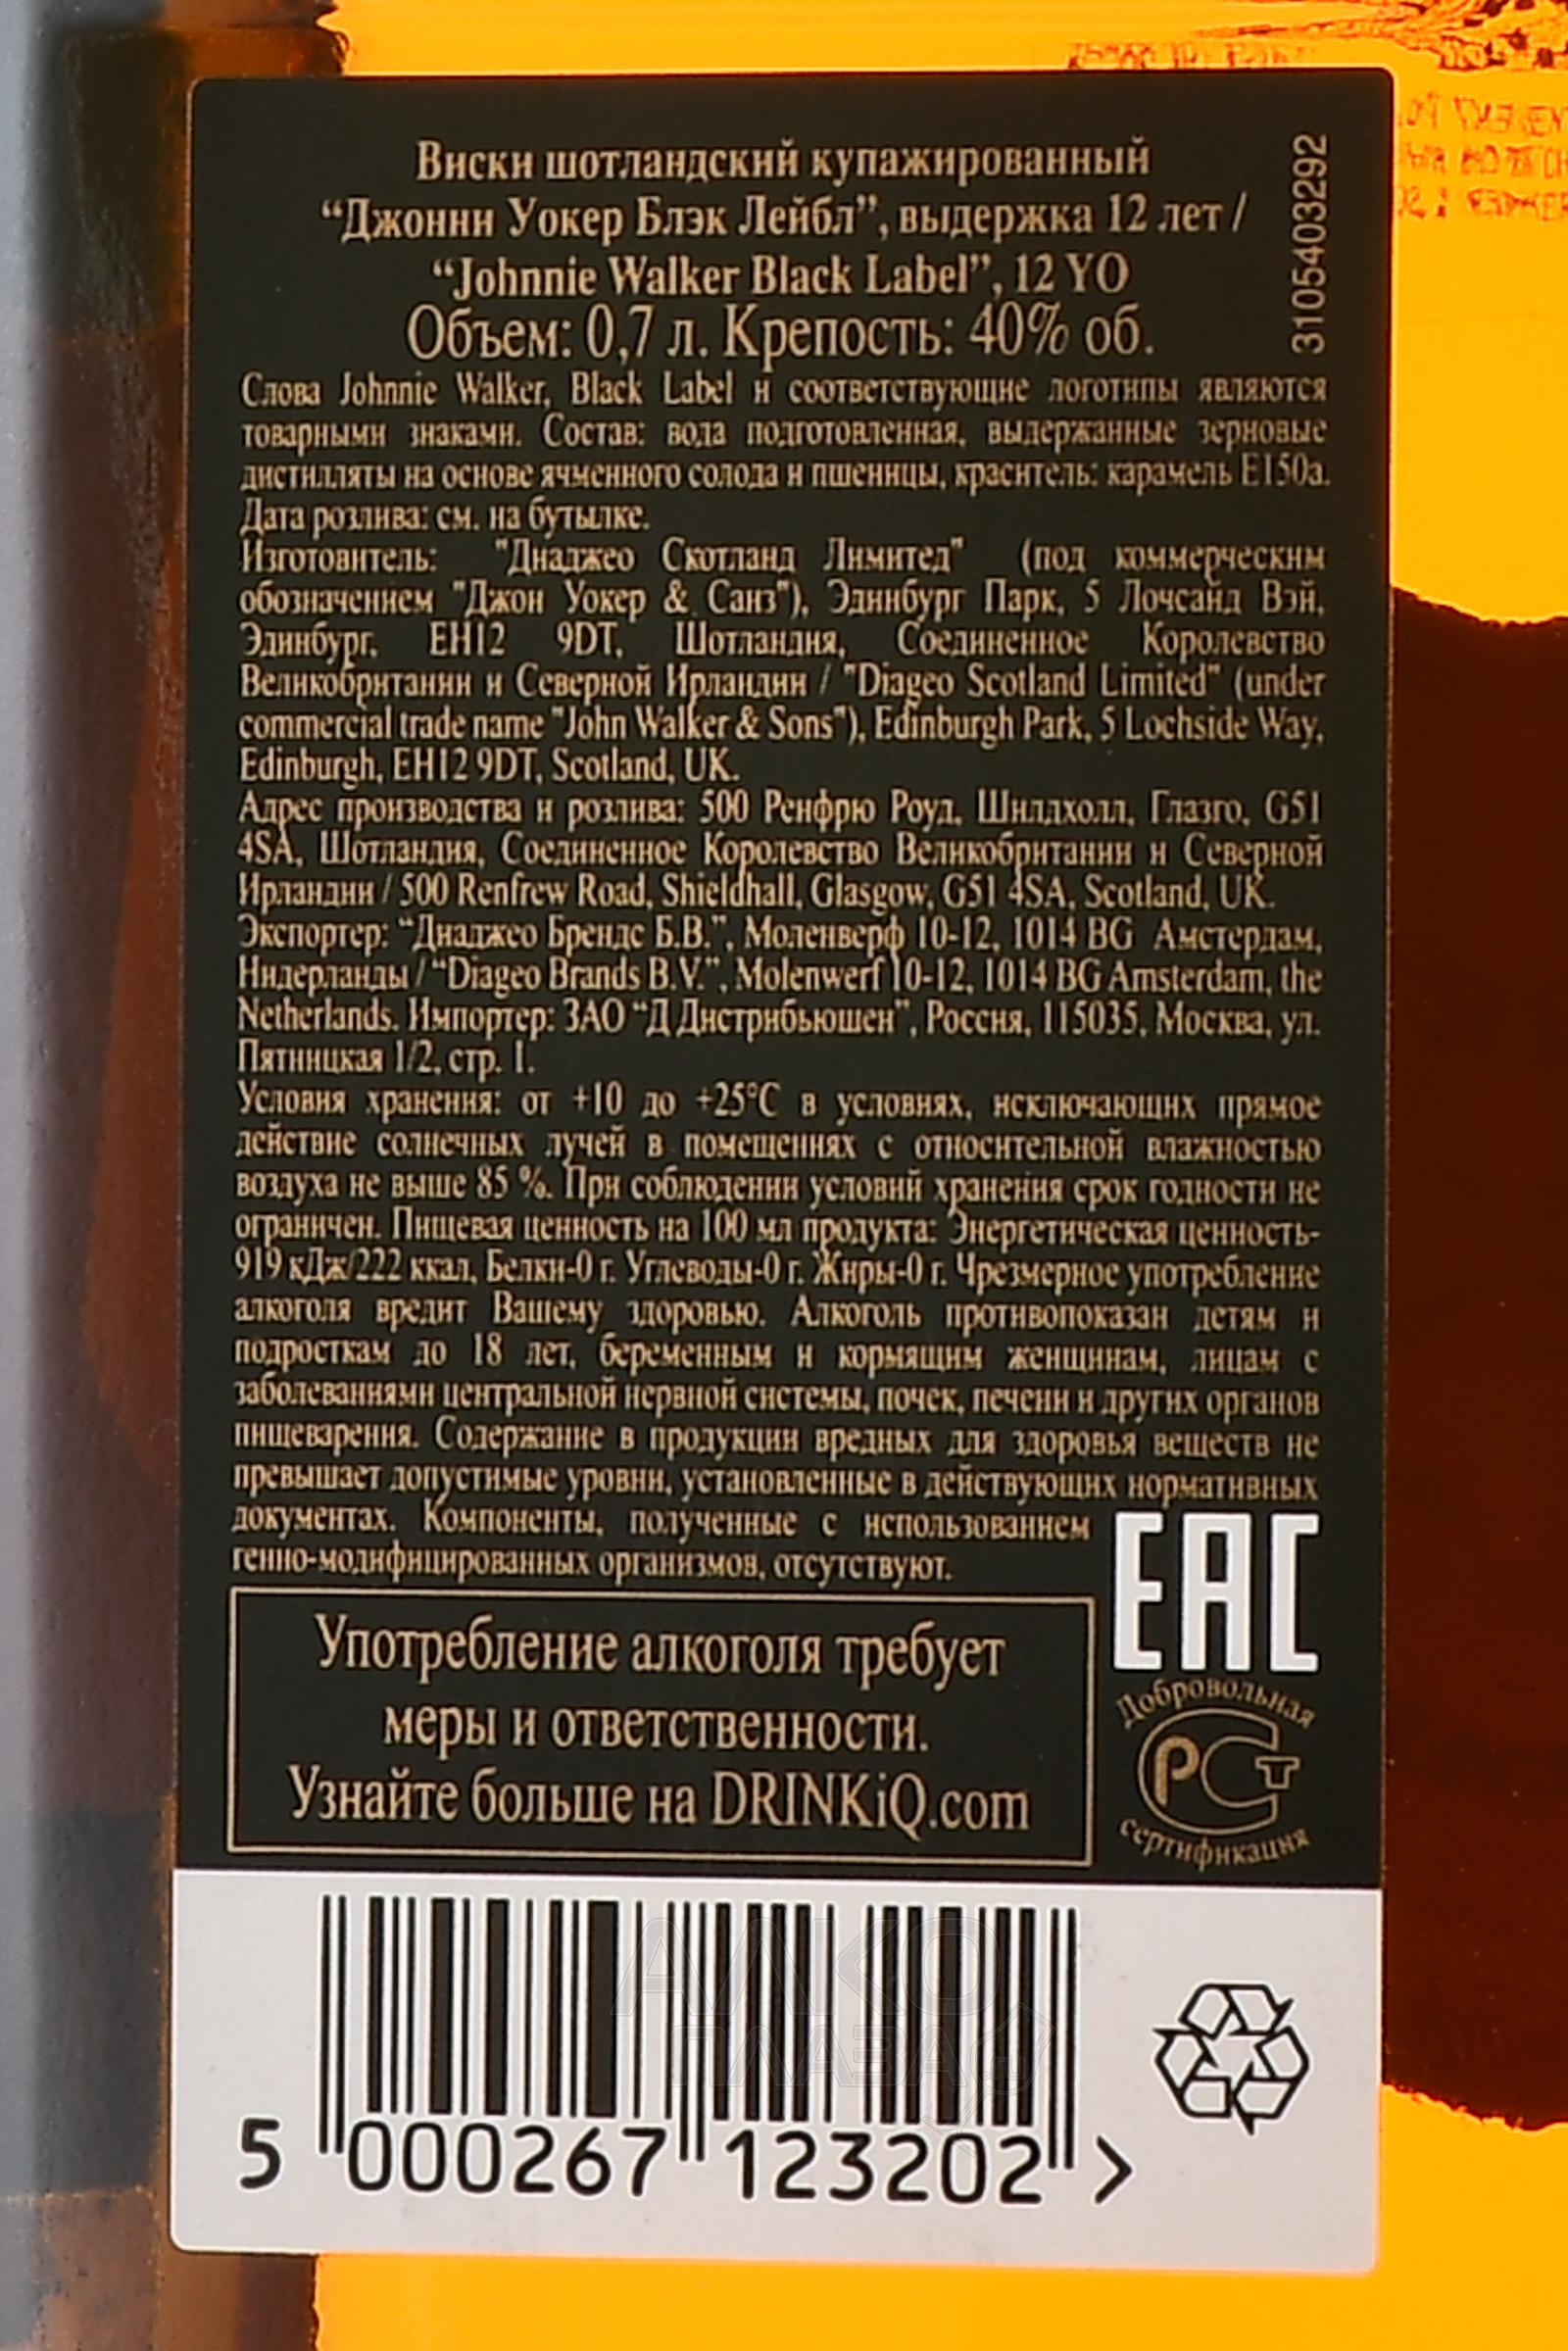 Виски шотландский купажированный
“Джонни Уокер Блэк Лейбл”, выдержка 12 лет /
“Johnnie Walker Black Label”, 12 YO
Объем: 0,7 л. Крепость: 40% об.
3105403292
Слова Johnnie Walker, Black Label и соответствующие логотипы являются
товарными знаками. Состав: вода подготовленная, выдержанные зерновые
дистилляты на основе ячменного солода и пшеницы, краситель: карамель Е150а.
Дата розлива: см. на бутылке.
Изготовитель: "Диаджео Скотланд Лимитед" (под коммерческим
обозначением "Джон Уокер & Санз"), Эдинбург Парк, 5 Лочсайд Вэй,
Эдинбург, EH12 9DT, Шотландия, Соединенное Королевство
Великобритании и Северной Ирландии / "Diageo Scotland Limited" (under
commercial trade name "John Walker & Sons"), Edinburgh Park, 5 Lochside Way,
Edinburgh, EH12 9DT, Scotland, UK.
Адрес производства и розлива: 500 Ренфрю Роуд, Шилдхолл, Глазго, G51
4SA, Шотландия, Соединенное Королевство Великобритании и Северной
Ирландии / 500 Renfrew Road, Shieldhall, Glasgow, G51 4SA, Scotland, UK.
Экспортер: “Диаджео Брендс Б.В.”, Моленверф 10-12, 1014 BG Амстердам,
Нидерланды / “Diageo Brands B.V.”, Molenwerf 10-12, 1014 BG Amsterdam, the
Netherlands. Импортер: ЗАО “Д Дистрибьюшен”, Россия, 115035, Москва, ул.
Пятницкая 1/2, стр. 1.
Условия хранения: от +10 до +25°С в условиях, исключающих прямое
действие солнечных лучей в помещениях с относительной влажностью
воздуха не выше 85 %. При соблюдении условий хранения срок годности не
ограничен. Пищевая ценность на 100 мл продукта: Энергетическая ценность-
919 кДж/222 ккал, Белки-0 г. Углеводы-0 г. Жиры-0 г. Чрезмерное употребление
алкоголя вредит Вашему здоровью. Алкоголь противопоказан детям и
подросткам до 18 лет, беременным и кормящим женщинам, лицам с
заболеваниями центральной нервной системы, почек, печени и других органов
пищеварения. Содержание в продукции вредных для здоровья веществ не
превышает допустимые уровни, установленные в действующих нормативных
документах. Компоненты, полученные с использованием
генно-модифицированных организмов, отсутствуют.
EAC
Употребление алкоголя требует
меры и ответственности.
Узнайте больше на DRINKiQ.com
Добровольная
РСТ
сертификация
АЛКО
ПЛАЗА
5 000267 123202 >